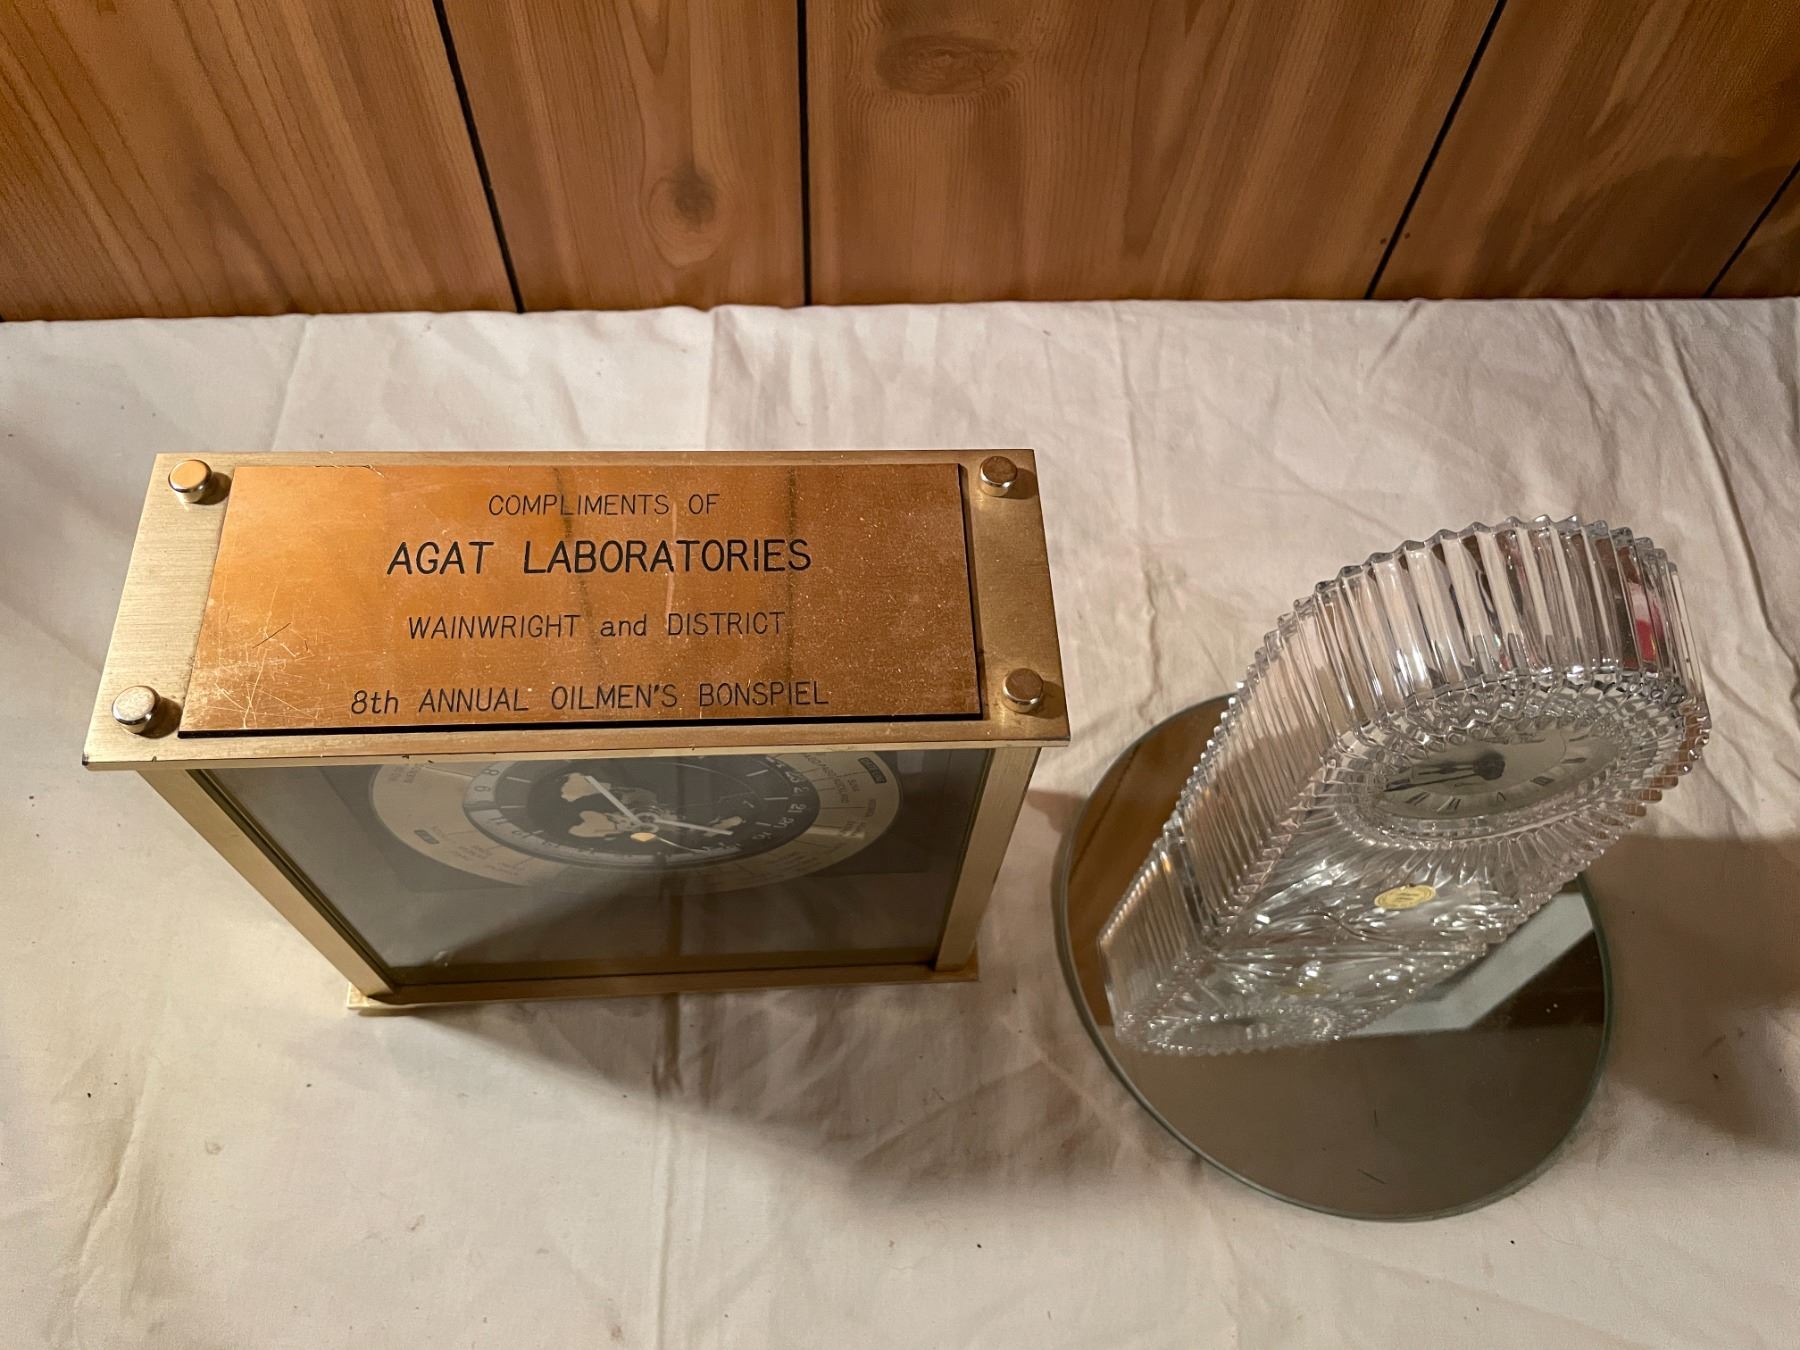 COMPLIMENTS OF
AGAT LABORATORIES
WAINWRIGHT and DISTRICT
8th ANNUAL OILMEN'S BONSPIEL